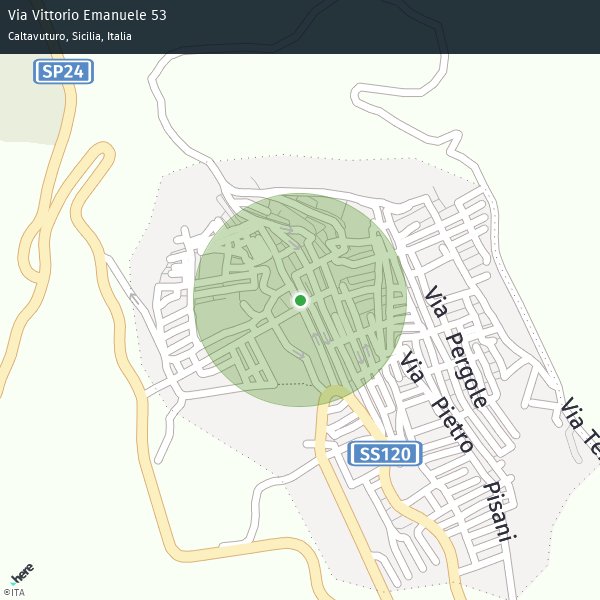 Via Vittorio Emanuele 53
Caltavuturo, Sicilia, Italia
SP24
Via Pergole
Via Pietro Pisani
Via Te
SS120
here
©ITA